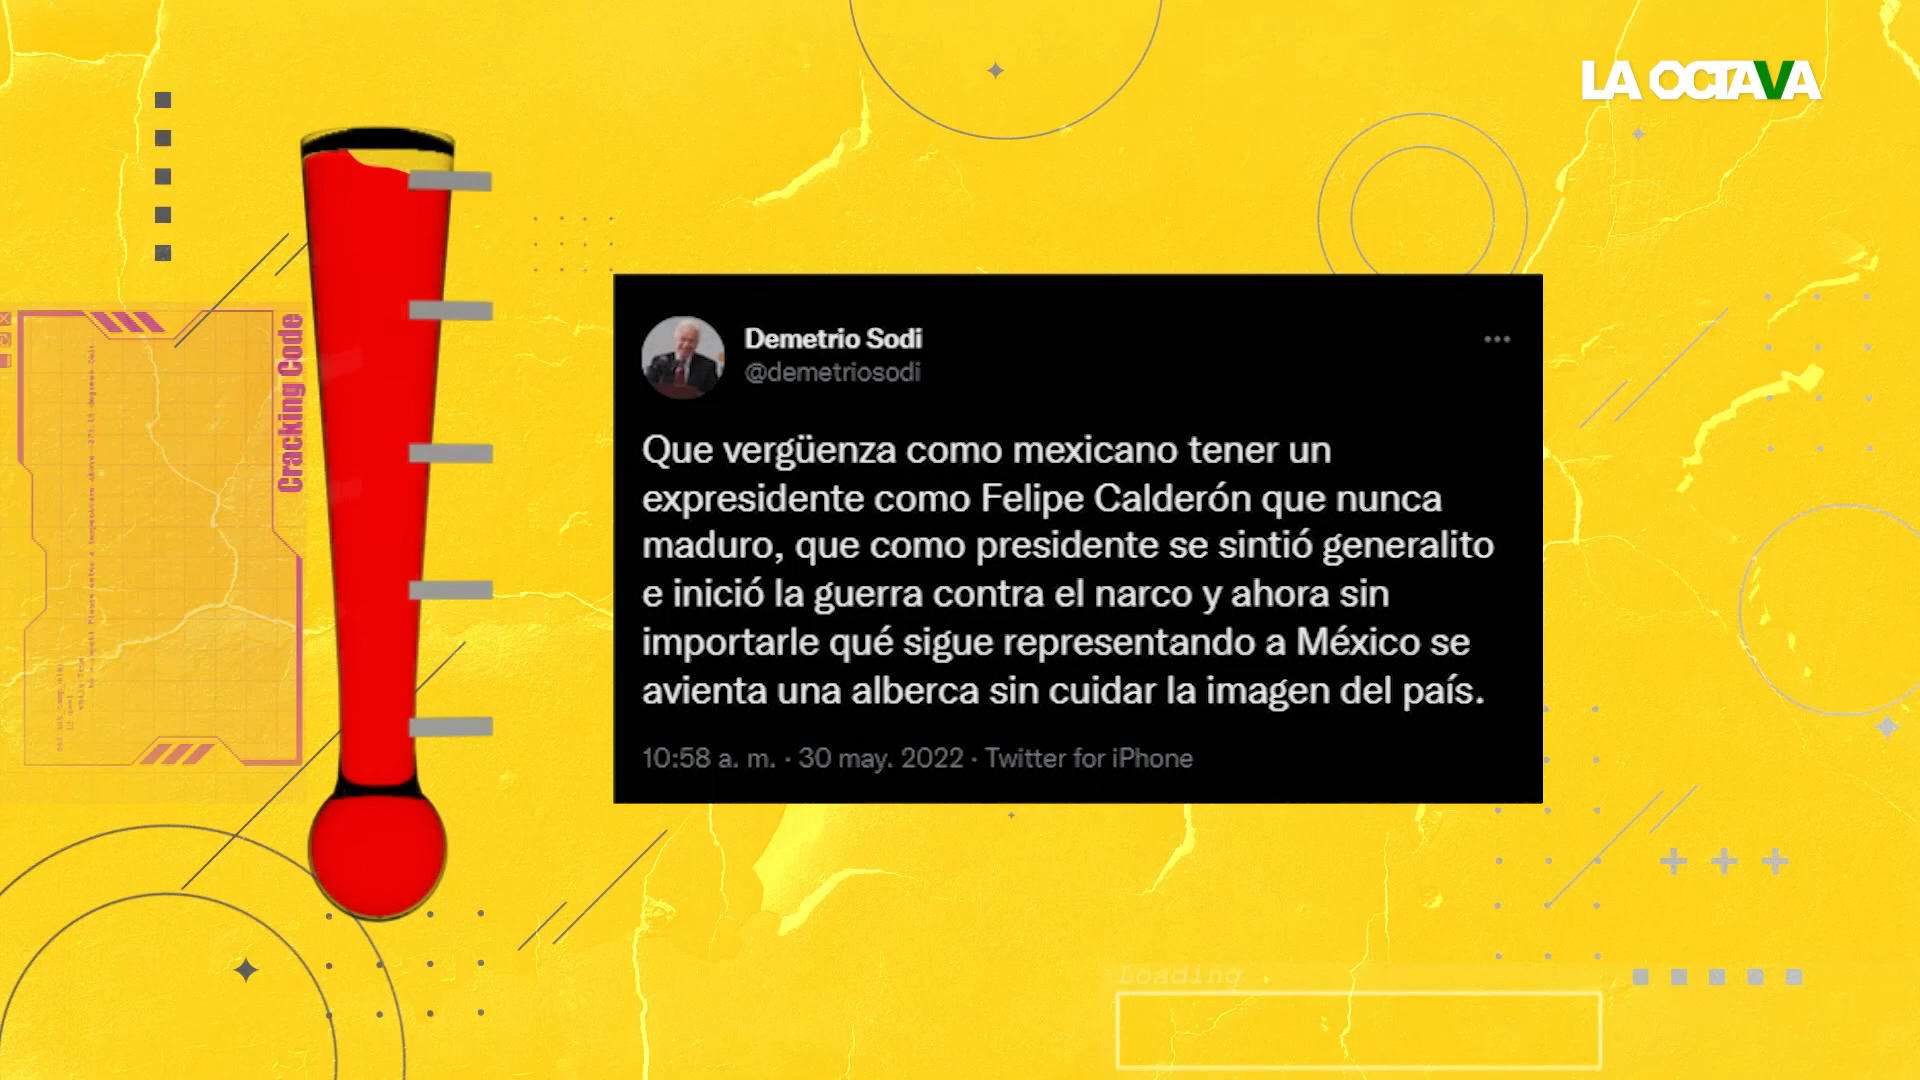 LA OCTAVA
Cracking Code
Demetrio Sodi
@demetriosodi
Que vergüenza como mexicano tener un
expresidente como Felipe Calderón que nunca
maduro, que como presidente se sintió generalito
e inició la guerra contra el narco y ahora sin
importarle qué sigue representando a México se
avienta una alberca sin cuidar la imagen del país.
10:58 a. m. · 30 may. 2022 · Twitter for iPhone
Loading